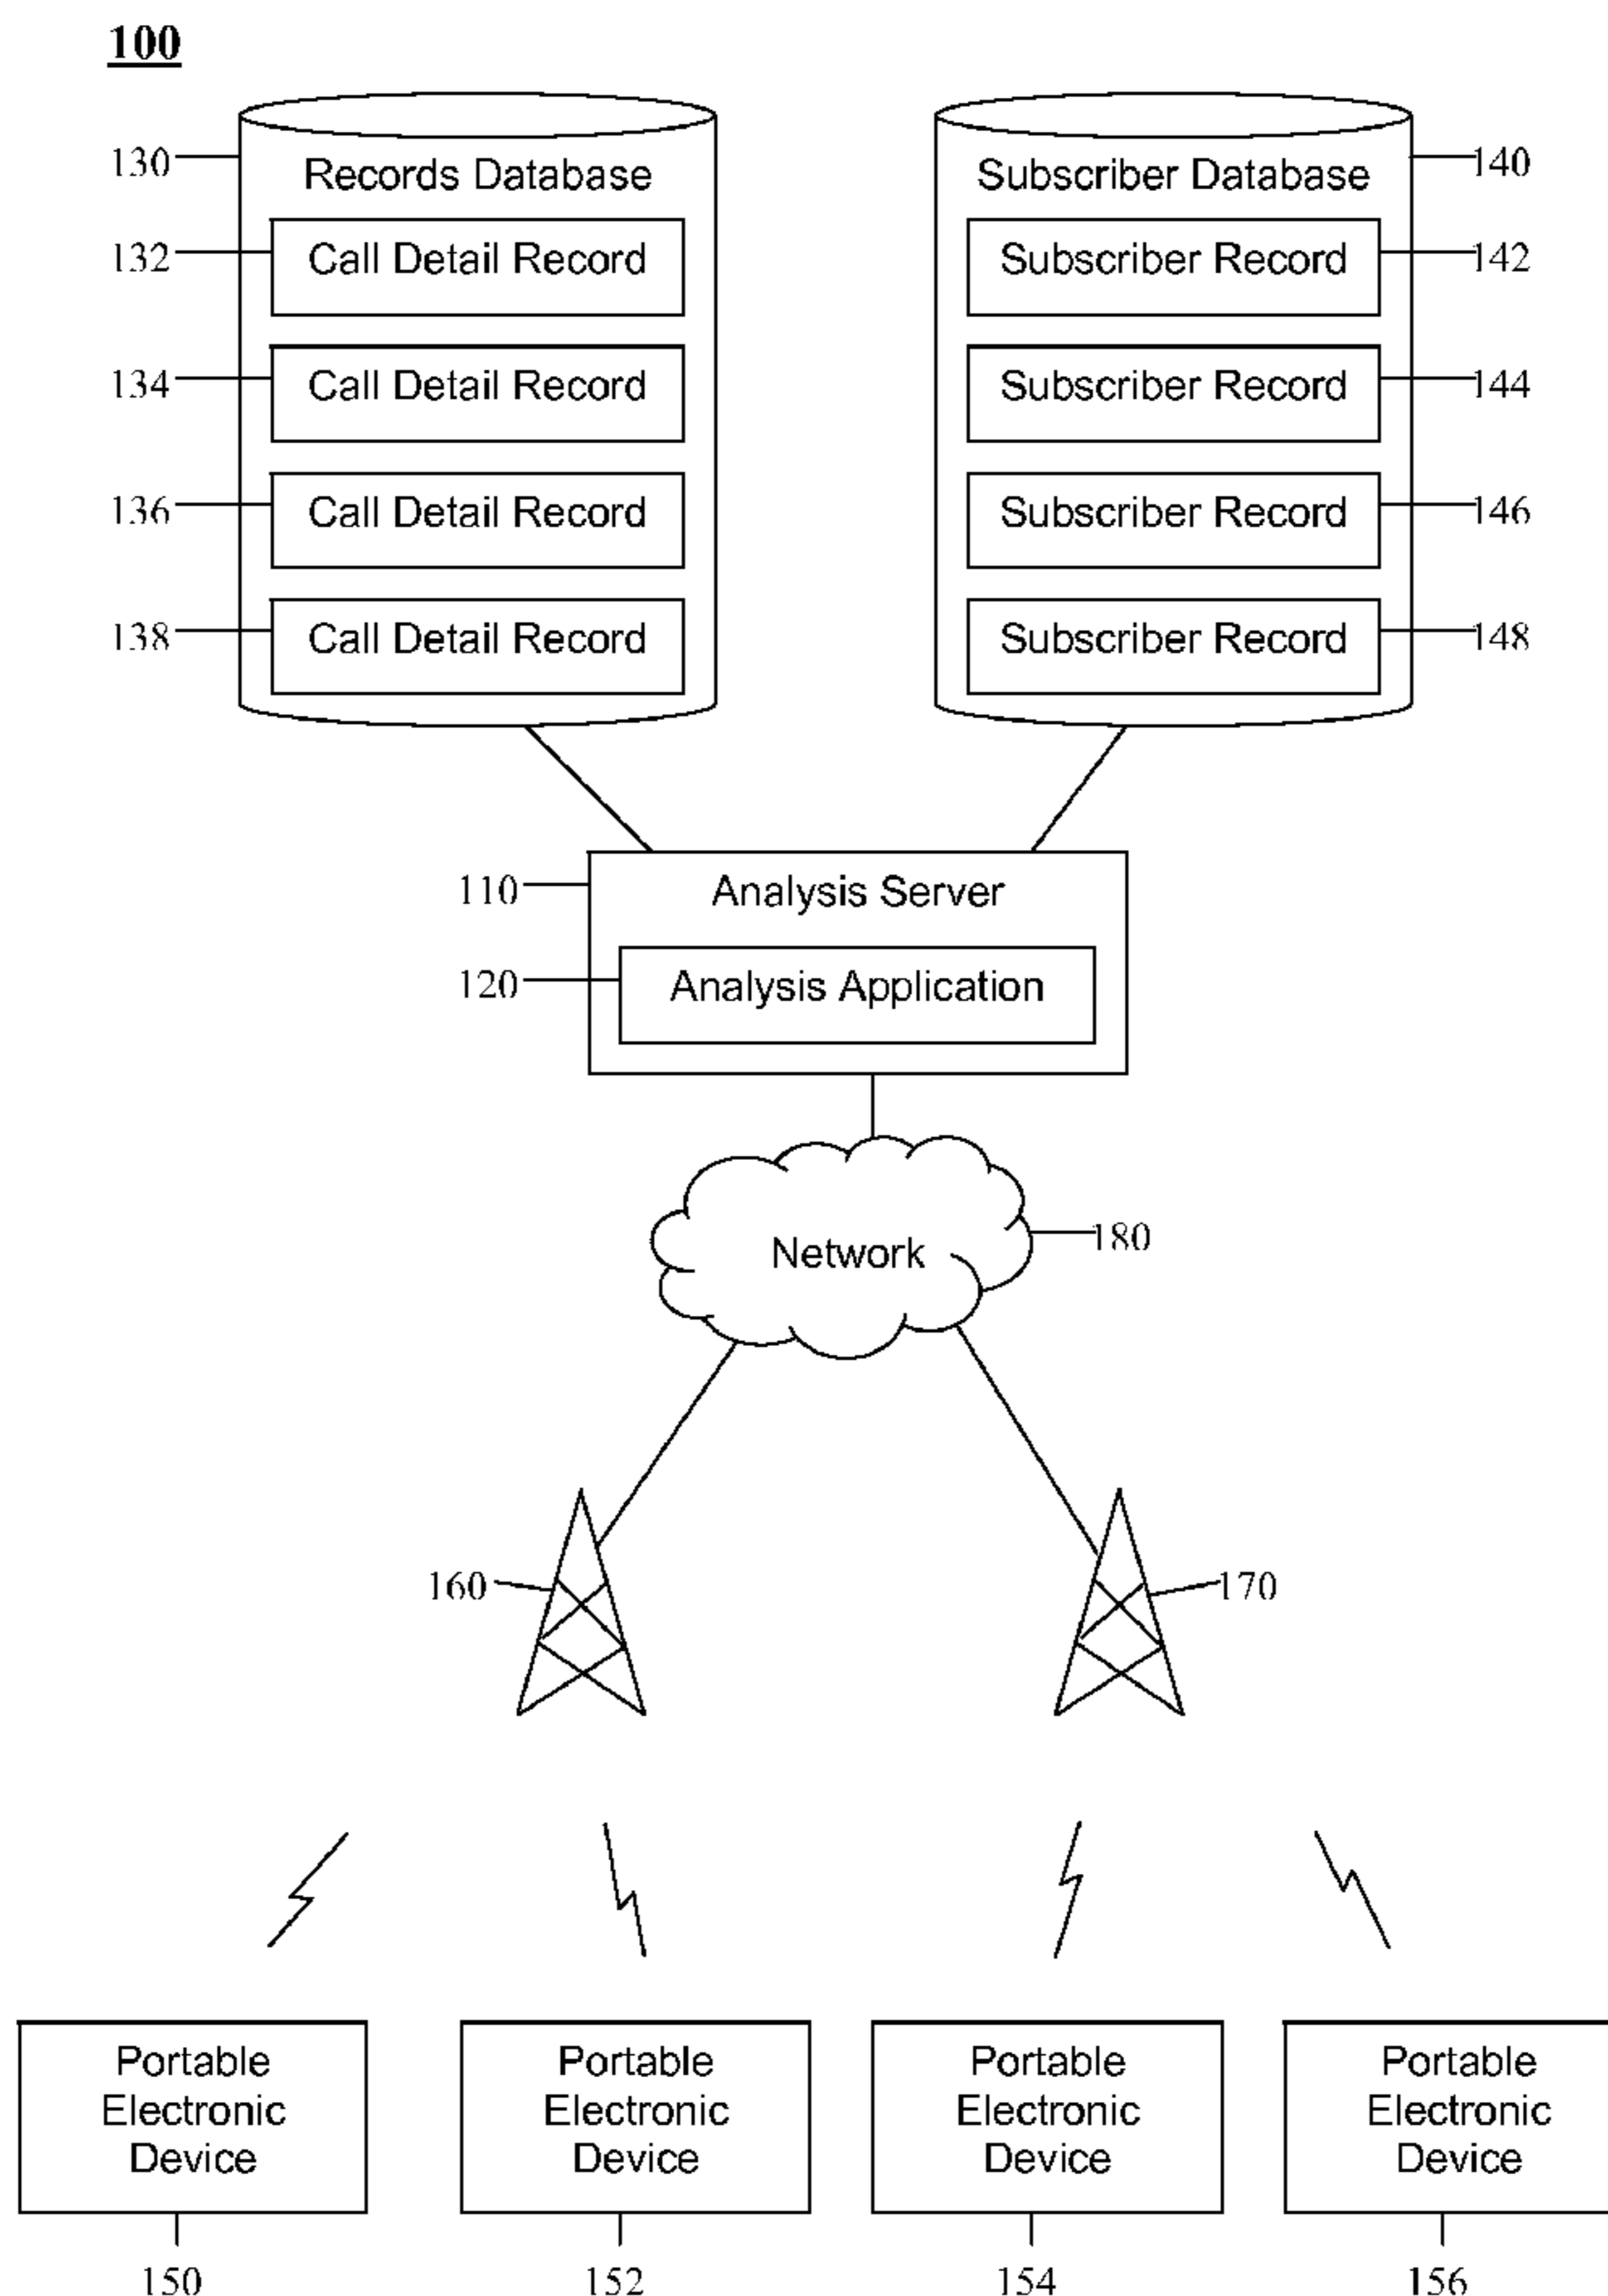 100
130 Records Database
Subscriber Database 140
132 Call Detail Record
Subscriber Record 142
134 Call Detail Record
Subscriber Record 144
136 Call Detail Record
Subscriber Record 146
138 Call Detail Record
Subscriber Record 148
110 Analysis Server
120 Analysis Application
Network 180
160
170
Portable
Electronic
Device
150
Portable
Electronic
Device
152
Portable
Electronic
Device
154
Portable
Electronic
Device
156